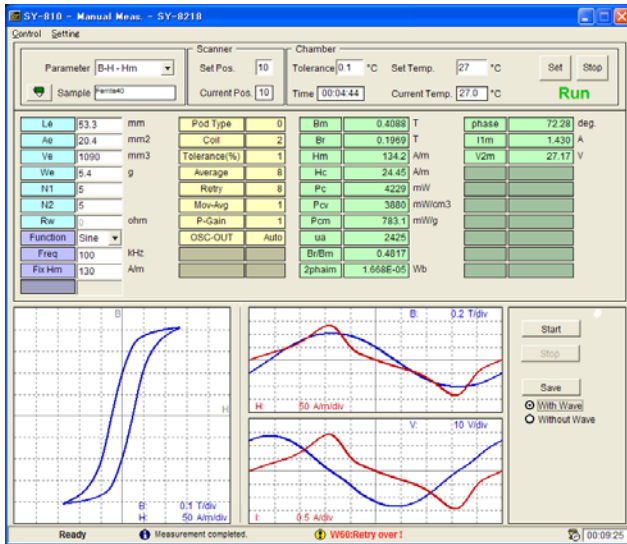 SY-810 - Manual Meas. - SY-8218
Control Setting
Scanner Chamber
Parameter B-H - Hm Set Pos. 10 Tolerance 0.1 °C Set Temp. 27 °C Set Stop
Sample Ferrite40 Current Pos. 10 Time 00:04:44 Current Temp. 27.0 °C Run
Le 53.3 mm Pod Type 0 Bm 0.4088 T phase 72.28 deg.
Ae 20.4 mm2 Coil 2 Br 0.1969 T I1m 1.430 A
Ve 1090 mm3 Tolerance(%) 1 Hm 134.2 A/m V2m 27.17 V
We 5.4 g Average 8 Hc 24.45 A/m
N1 5 Retry 8 Pc 4229 mW
N2 5 Mov-Avg 1 Pcv 3880 mW/cm3
Rw 0 ohm P-Gain 1 Pcm 783.1 mW/g
Function Sine OSC-OUT Auto ua 2425
Freq 100 kHz Br/Bm 0.4817
Fix Hm 130 A/m 2phaim 1.668E-05 Wb
B B: 0.2 T/div
Start
Stop
H H: 50 A/m/div
Save
With Wave
V: 10 V/div Without Wave
B: 0.1 T/div
H: 50 A/m/div I: 0.5 A/div
Ready Measurement completed. W60:Retry over ! 00:09:25